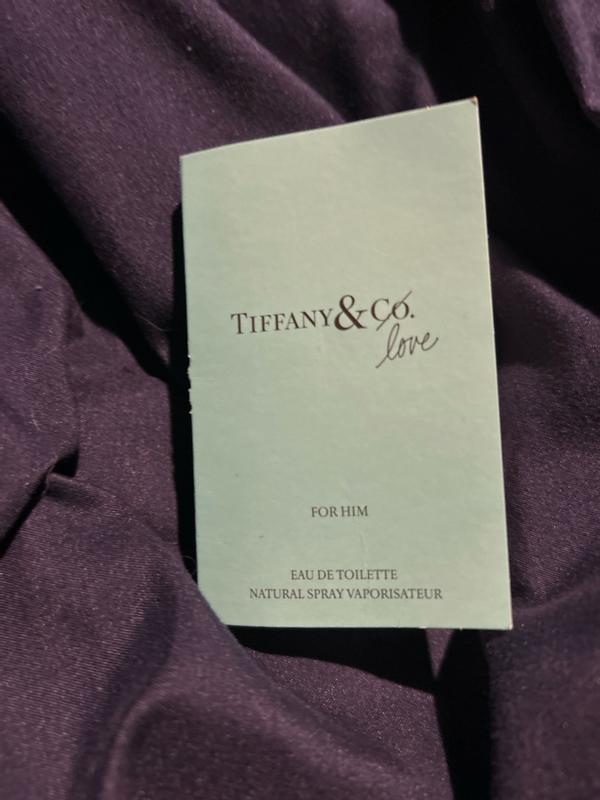 TIFFANY & CO.
love
FOR HIM
EAU DE TOILETTE
NATURAL SPRAY VAPORISATEUR